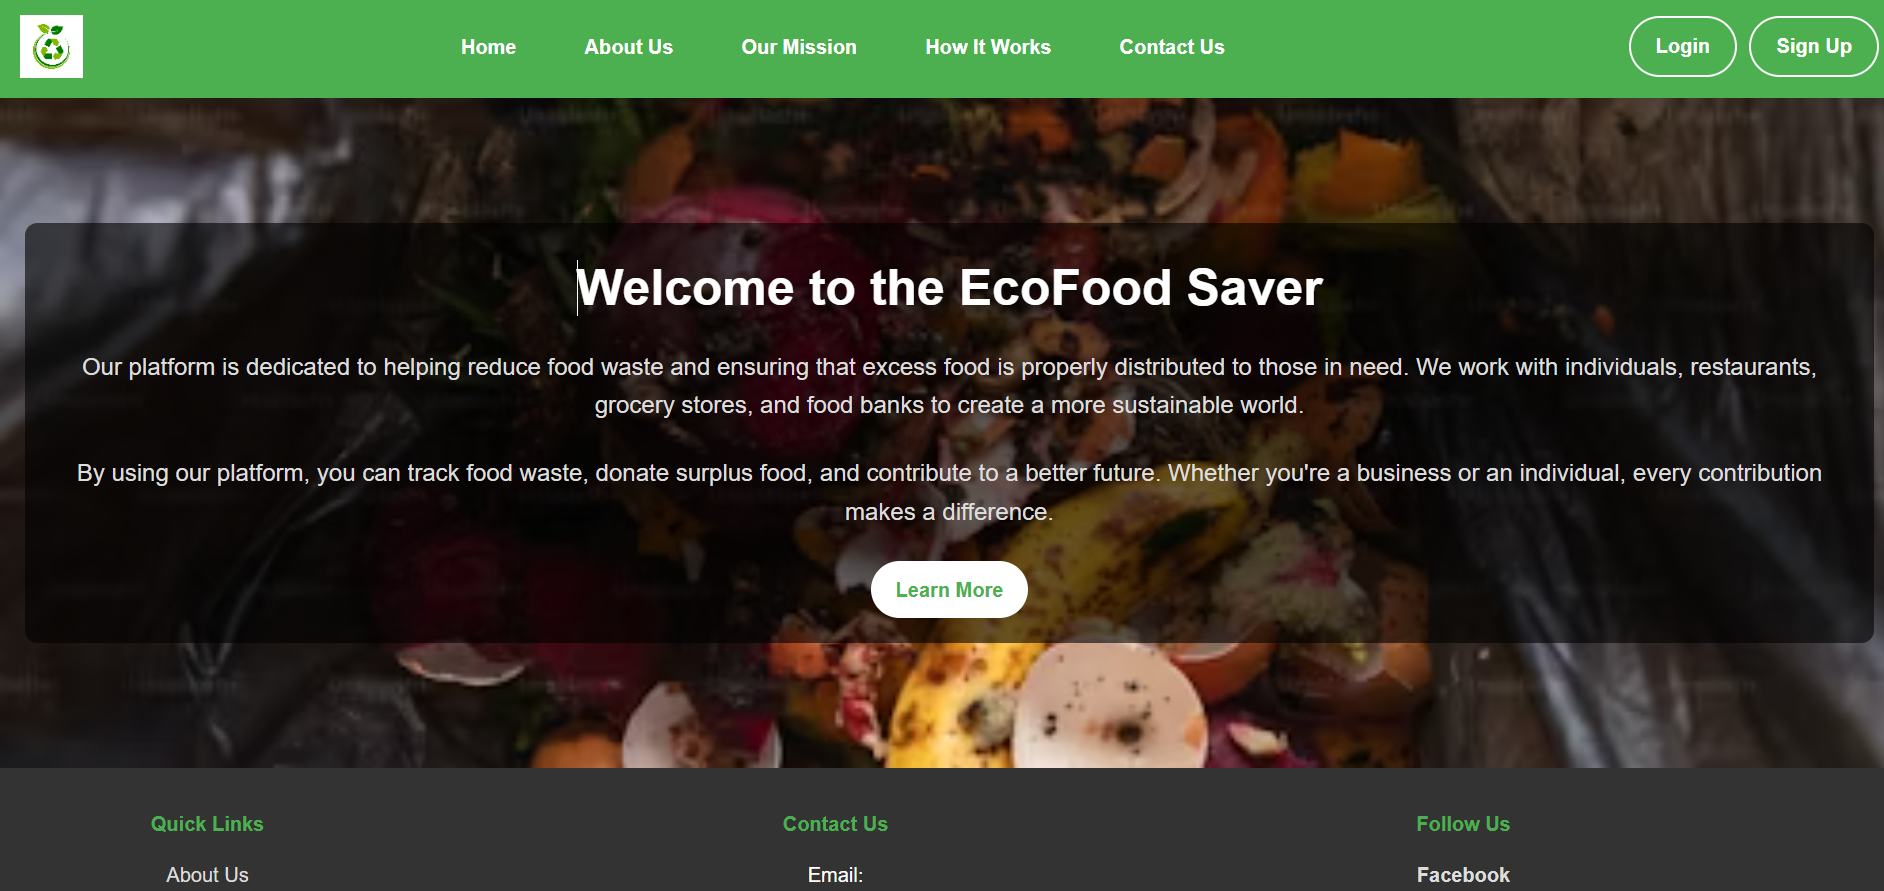 Home About Us Our Mission How It Works Contact Us Login Sign Up
Welcome to the EcoFood Saver
Our platform is dedicated to helping reduce food waste and ensuring that excess food is properly distributed to those in need. We work with individuals, restaurants,
grocery stores, and food banks to create a more sustainable world.
By using our platform, you can track food waste, donate surplus food, and contribute to a better future. Whether you're a business or an individual, every contribution
makes a difference.
Learn More
Quick Links Contact Us Follow Us
About Us Email: Facebook